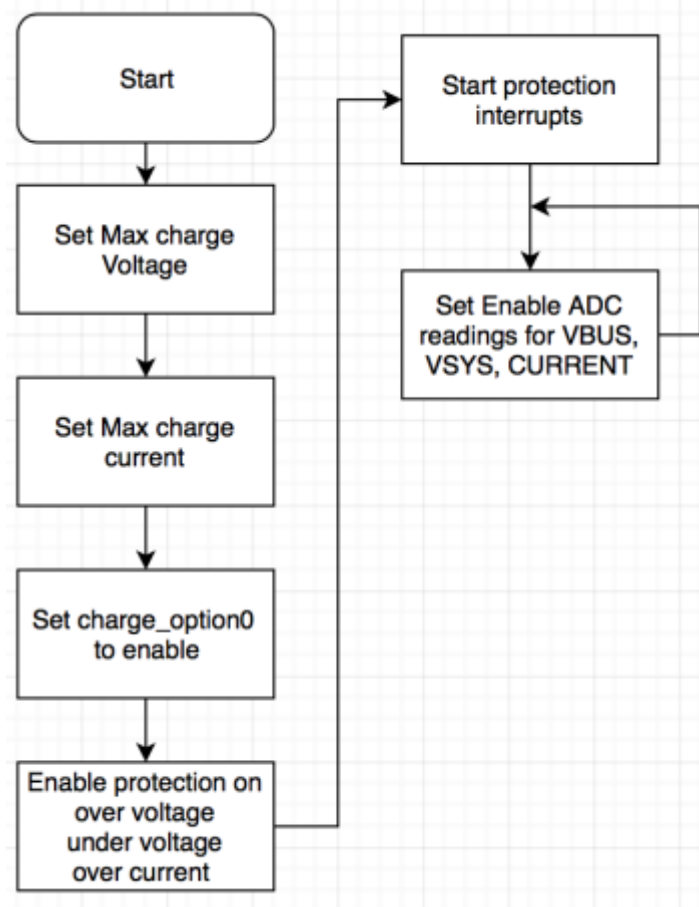 Start
Set Max charge
Voltage
Set Max charge
current
Set charge_option0
to enable
Enable protection on
over voltage
under voltage
over current
Start protection
interrupts
Set Enable ADC
readings for VBUS,
VSYS, CURRENT